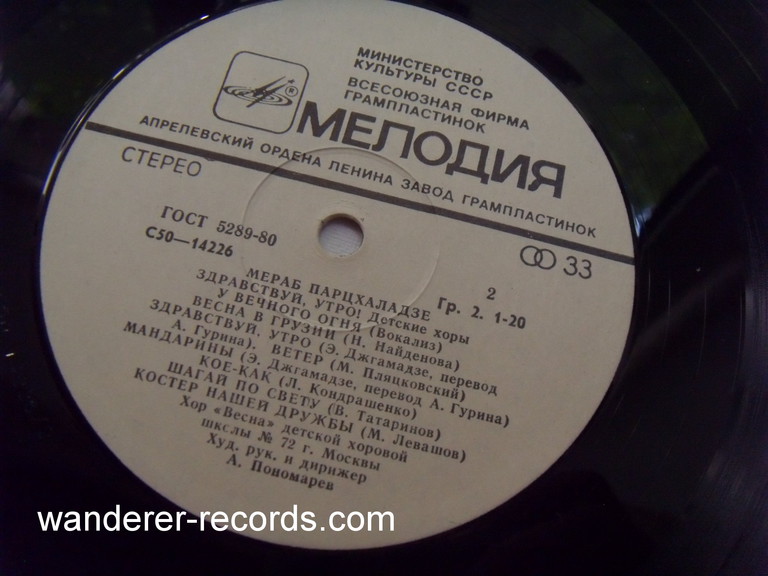 МИНИСТЕРСТВО
КУЛЬТУРЫ СССР
ВСЕСОЮЗНАЯ ФИРМА
ГРАМПЛАСТИНОК
®
МЕЛОДИЯ
АПРЕЛЕВСКИЙ ОРДЕНА ЛЕНИНА ЗАВОД ГРАМПЛАСТИНОК
СТЕРЕО
33
ГОСТ 5289-80
С50—14226
2
Гр. 2. 1-20
МЕРАБ ПАРЦХАЛАДЗЕ
ЗДРАВСТВУЙ, УТРО! Детские хоры
У ВЕЧНОГО ОГНЯ (Вокализ)
ВЕСНА В ГРУЗИИ (Н. Найденова)
ЗДРАВСТВУЙ, УТРО (Э. Джгамадзе, перевод
А. Гурина). ВЕТЕР (М. Пляцковский)
МАНДАРИНЫ (Э. Джгамадзе, перевод А. Гурина)
КОЕ-КАК (Л. Кондрашенко)
ШАГАЙ ПО СВЕТУ (В. Татаринов)
КОСТЕР НАШЕЙ ДРУЖБЫ (М. Левашов)
Хор «Весна» детской хоровой
школы № 72 г. Москвы
Худ. рук. и дирижер
А. Пономарев
wanderer-records.com